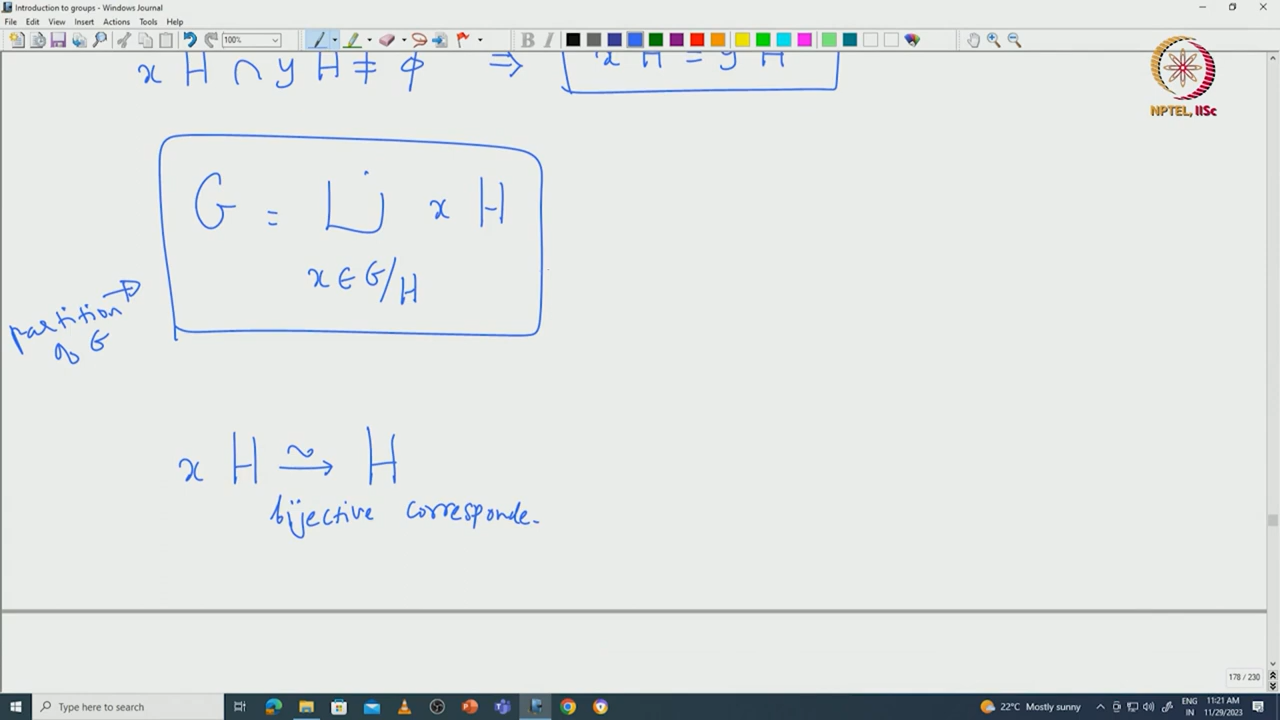 Introduction to groups - Windows Journal
File Edit View Insert Actions Tools Help
100%
B I
x H ∩ y H ≠ ϕ ⇒ x H = y H
NPTEL, IISc
G = ⊔̇ x H
x ∈ G/H
partition →
of G
x H ⥲ H
bijective corresponde.
178 / 230
Type here to search
22°C Mostly sunny
ENG
IN
11:21 AM
11/29/2023